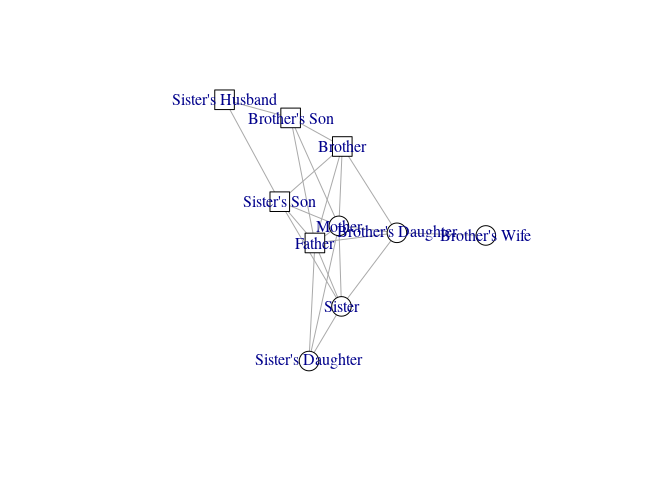 Sister's Husband
Brother's Son
Brother
Sister's Son
Mother
Brother's Daughter
Brother's Wife
Father
Sister
Sister's Daughter